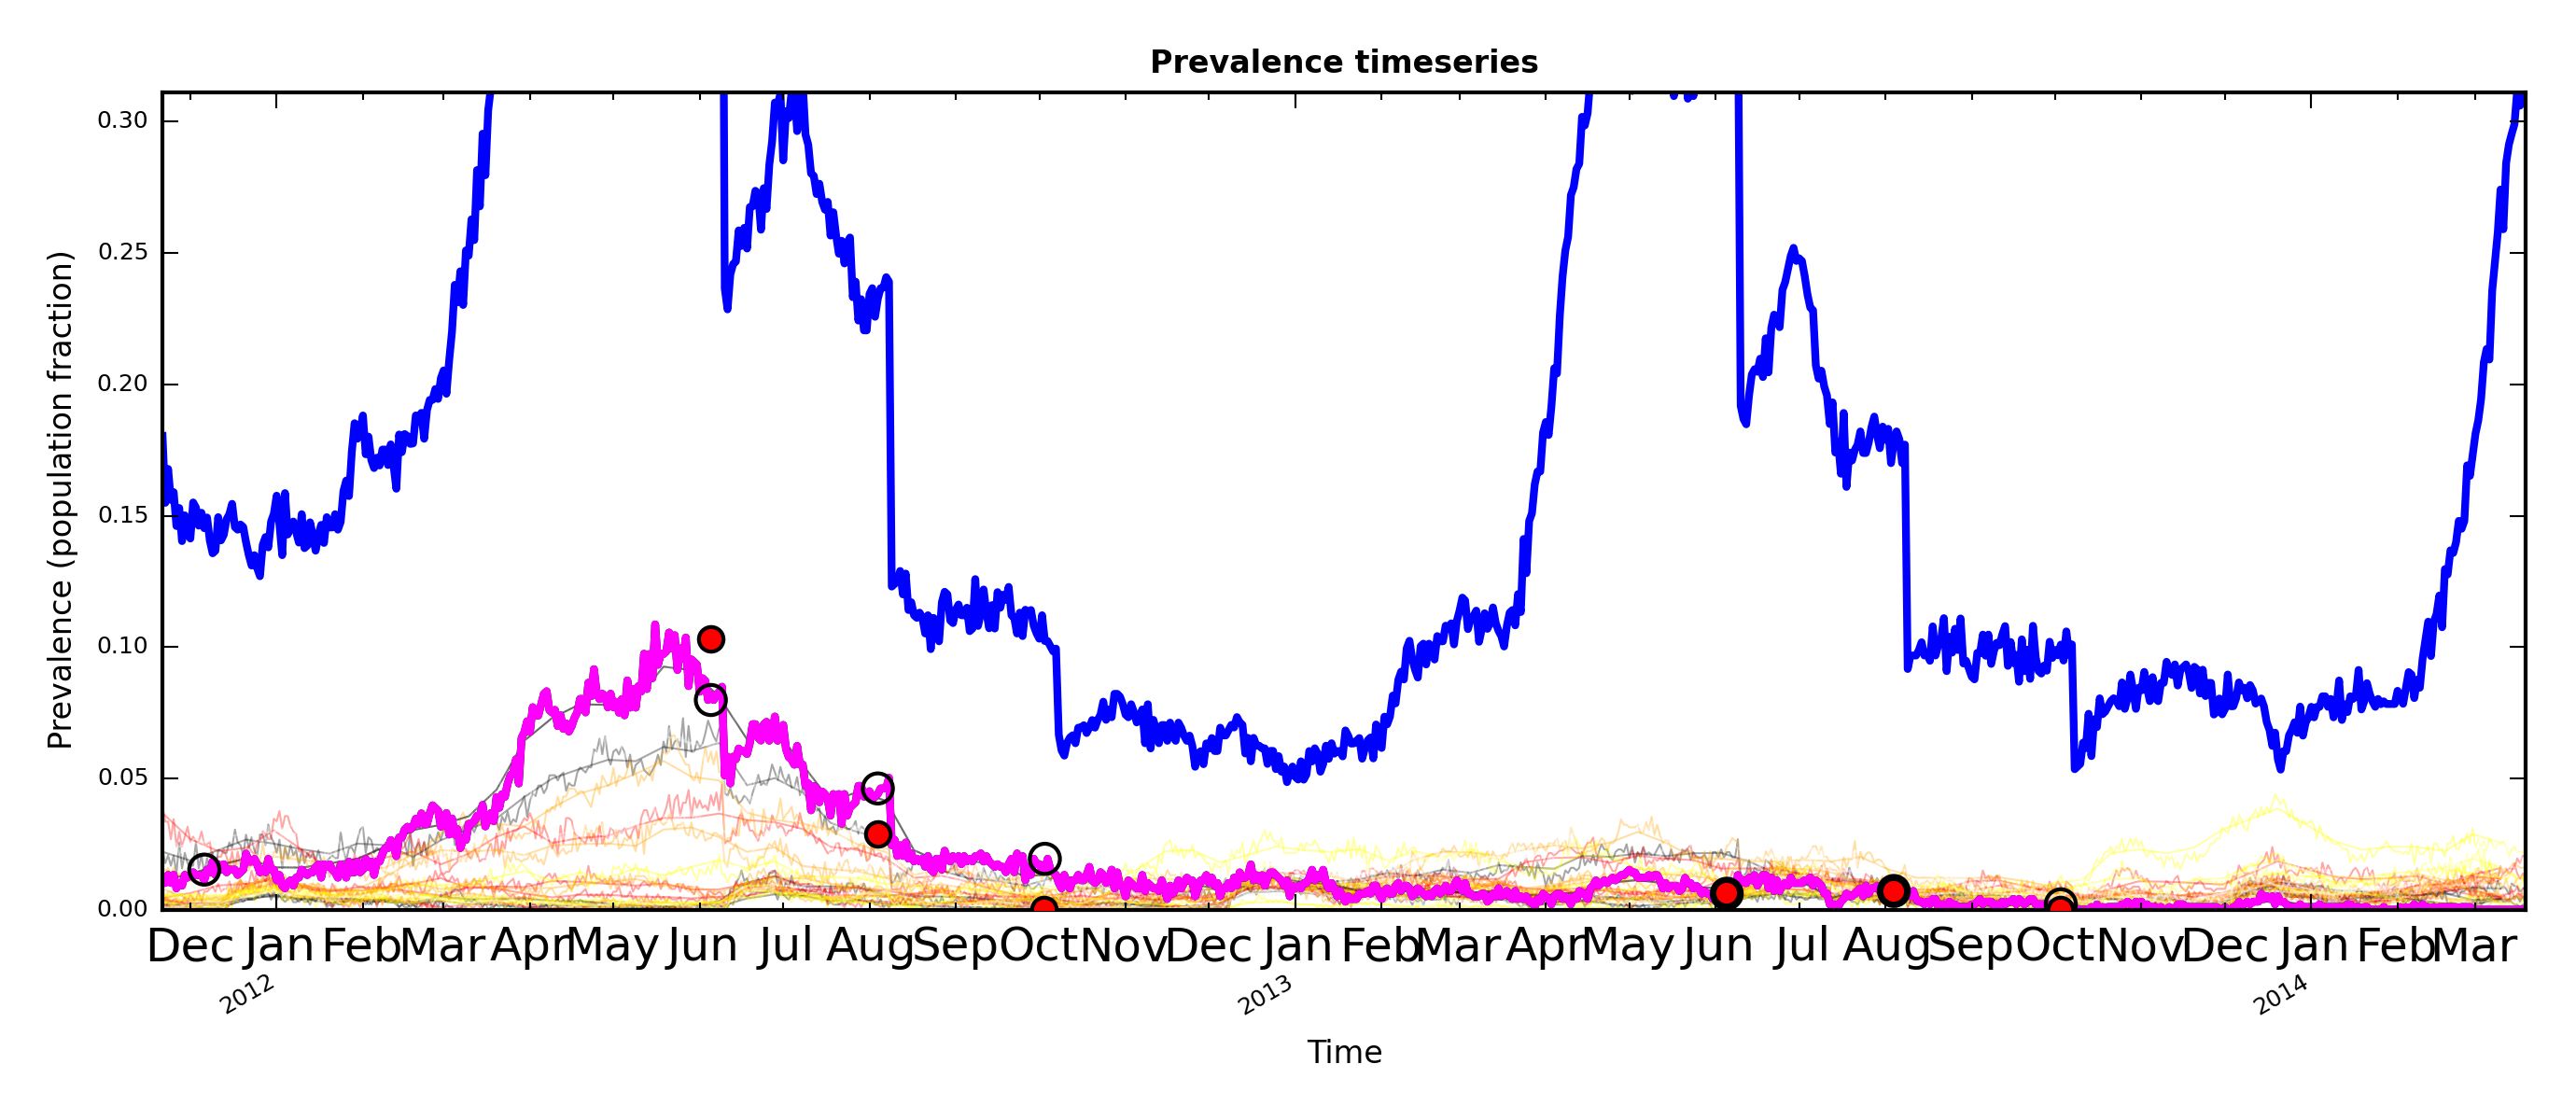 Prevalence timeseries
Prevalence (population fraction)
0.30
0.25
0.20
0.15
0.10
0.05
0.00
Dec Jan Feb Mar Apr May Jun Jul Aug Sep Oct Nov Dec Jan Feb Mar Apr May Jun Jul Aug Sep Oct Nov Dec Jan Feb Mar
2012 2013 2014
Time